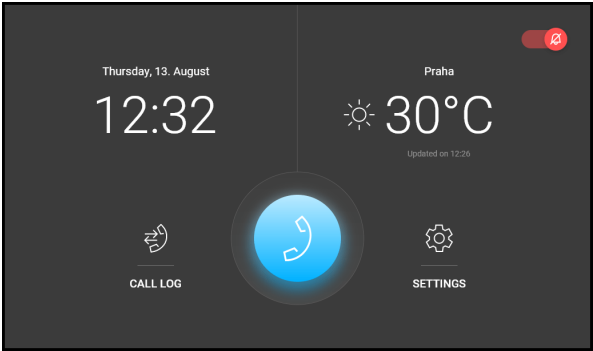 Thursday, 13. August
12:32
Praha
30°C
Updated on 12:26
CALL LOG
SETTINGS